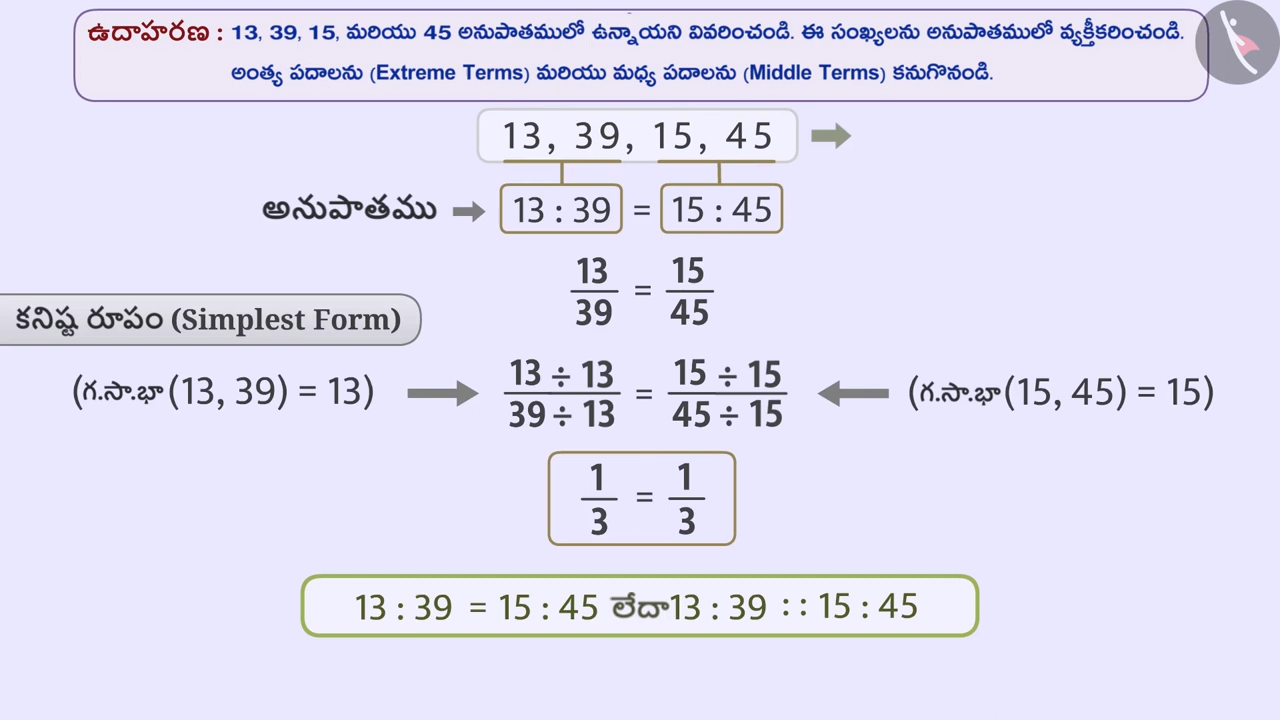 ఉదాహరణ : 13, 39, 15, మరియు 45 అనుపాతములో ఉన్నాయని వివరించండి. ఈ సంఖ్యలను అనుపాతములో వ్యక్తీకరించండి.
అంత్య పదాలను (Extreme Terms) మరియు మధ్య పదాలను (Middle Terms) కనుగొనండి.
13, 39, 15, 45
అనుపాతము 13 : 39 = 15 : 45
13/39 = 15/45
కనిష్ట రూపం (Simplest Form)
(గ.సా.భా (13, 39) = 13) 13 ÷ 13 / 39 ÷ 13 = 15 ÷ 15 / 45 ÷ 15 (గ.సా.భా (15, 45) = 15)
1/3 = 1/3
13 : 39 = 15 : 45 లేదా 13 : 39 :: 15 : 45